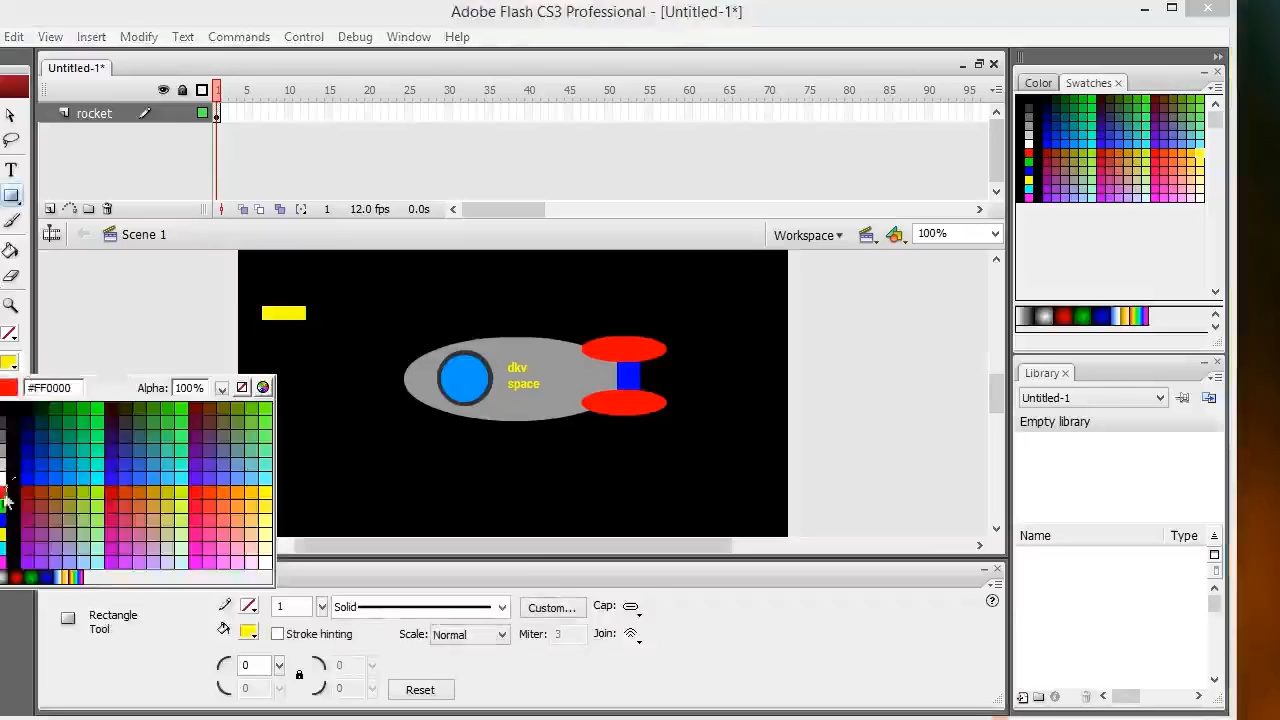 Adobe Flash CS3 Professional - [Untitled-1*]
Edit View Insert Modify Text Commands Control Debug Window Help
Untitled-1*
1 5 10 15 20 25 30 35 40 45 50 55 60 65 70 75 80 85 90 95
rocket
1 12.0 fps 0.0s
Scene 1
Workspace 100%
dkv
space
#FF0000 Alpha: 100%
Color Swatches
Library
Untitled-1
Empty library
Name Type
Rectangle
Tool
1 Solid Custom... Cap:
Stroke hinting Scale: Normal Miter: 3 Join:
0 0
0 0
Reset